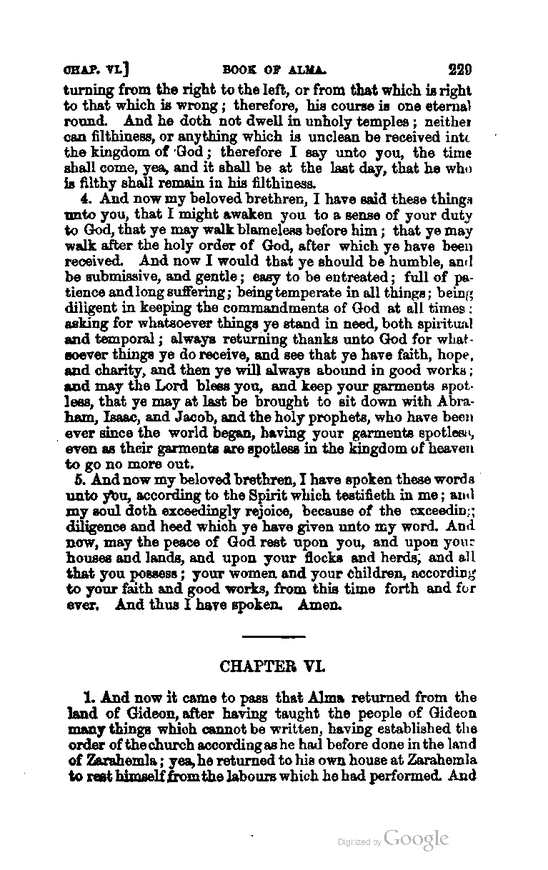 CHAP. VI.] BOOK OF ALMA. 229
turning from the right to the left, or from that which is right
to that which is wrong; therefore, his course is one eternal
round. And he doth not dwell in unholy temples; neither
can filthiness, or anything which is unclean be received into
the kingdom of God; therefore I say unto you, the time
shall come, yea, and it shall be at the last day, that he who
is filthy shall remain in his filthiness.
4. And now my beloved brethren, I have said these things
unto you, that I might awaken you to a sense of your duty
to God, that ye may walk blameless before him; that ye may
walk after the holy order of God, after which ye have been
received. And now I would that ye should be humble, and
be submissive, and gentle; easy to be entreated; full of pa-
tience and long suffering; being temperate in all things; being
diligent in keeping the commandments of God at all times:
asking for whatsoever things ye stand in need, both spiritual
and temporal; always returning thanks unto God for what-
soever things ye do receive, and see that ye have faith, hope,
and charity, and then ye will always abound in good works;
and may the Lord bless you, and keep your garments spot-
less, that ye may at last be brought to sit down with Abra-
ham, Isaac, and Jacob, and the holy prophets, who have been
ever since the world began, having your garments spotless,
even as their garments are spotless in the kingdom of heaven
to go no more out.
5. And now my beloved brethren, I have spoken these words
unto you, according to the Spirit which testifieth in me; and
my soul doth exceedingly rejoice, because of the exceeding
diligence and heed which ye have given unto my word. And
now, may the peace of God rest upon you, and upon your
houses and lands, and upon your flocks and herds, and all
that you possess; your women and your children, according
to your faith and good works, from this time forth and for
ever. And thus I have spoken. Amen.
CHAPTER VI.
1. And now it came to pass that Alma returned from the
land of Gideon, after having taught the people of Gideon
many things which cannot be written, having established the
order of the church according as he had before done in the land
of Zarahemla; yea, he returned to his own house at Zarahemla
to rest himself from the labours which he had performed. And
Digitized by Google